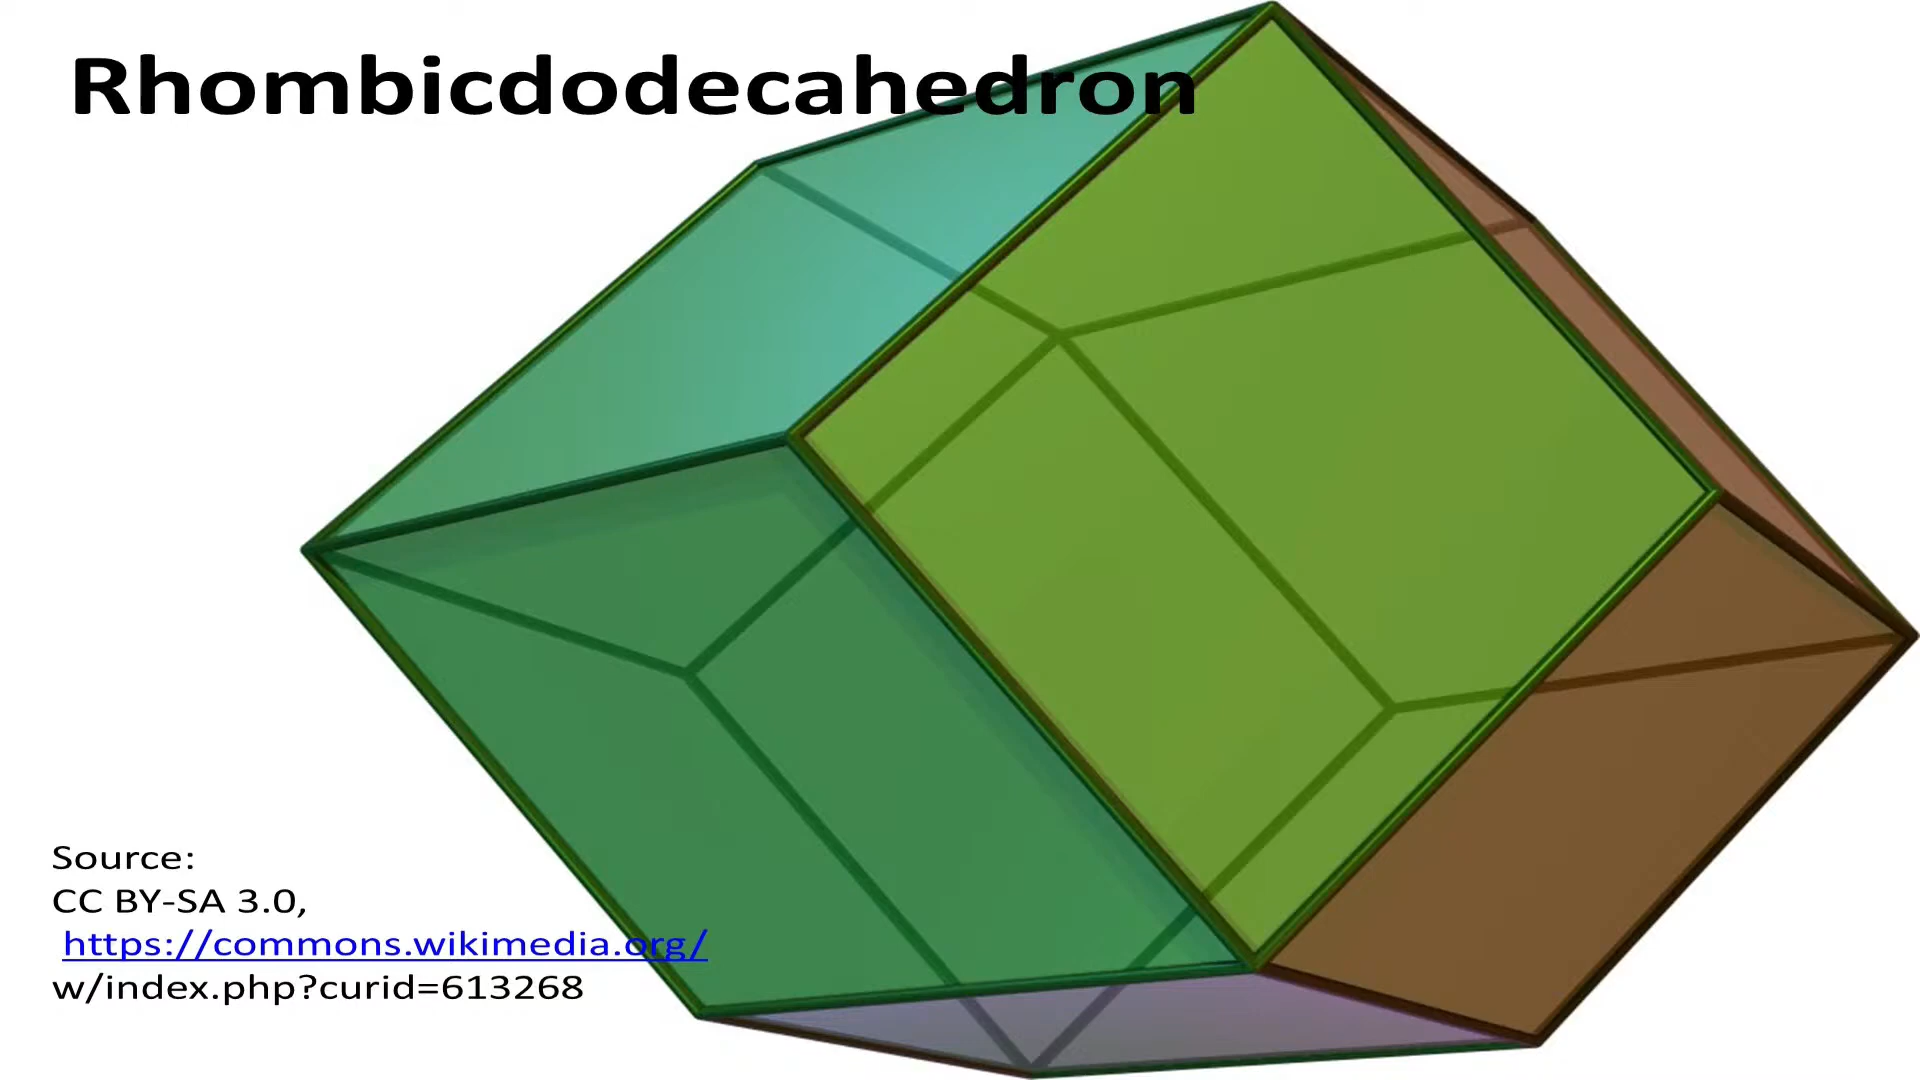 Rhombicdodecahedron
Source:
CC BY-SA 3.0,
https://commons.wikimedia.org/
w/index.php?curid=613268